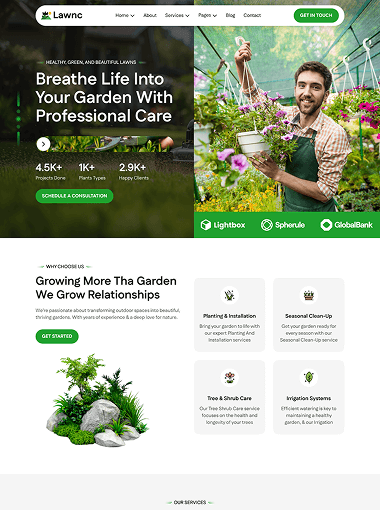 Lawnc
Home
About
Services
Pages
Blog
Contact
GET IN TOUCH
HEALTHY, GREEN, AND BEAUTIFUL LAWNS
Breathe Life Into
Your Garden With
Professional Care
4.5K+
1K+
2.9K+
Projects Done
Plants Types
Happy Clients
SCHEDULE A CONSULTATION
Lightbox
Spherule
GlobalBank
WHY CHOOSE US
Growing More Tha Garden
We Grow Relationships
We're passionate about transforming outdoor spaces into beautiful,
thriving gardens. With years of experience & a deep love for nature.
GET STARTED
Planting & Installation
Bring your garden to life with
our expert Planting And
Installation services
Seasonal Clean-Up
Get your garden ready for
every season with our
Seasonal Clean-Up service
Tree & Shrub Care
Our Tree Shrub Care service
focuses on the health and
longevity of your trees
Irrigation Systems
Efficient watering is key to
maintaining a healthy
garden, & our Irrigation
OUR SERVICES